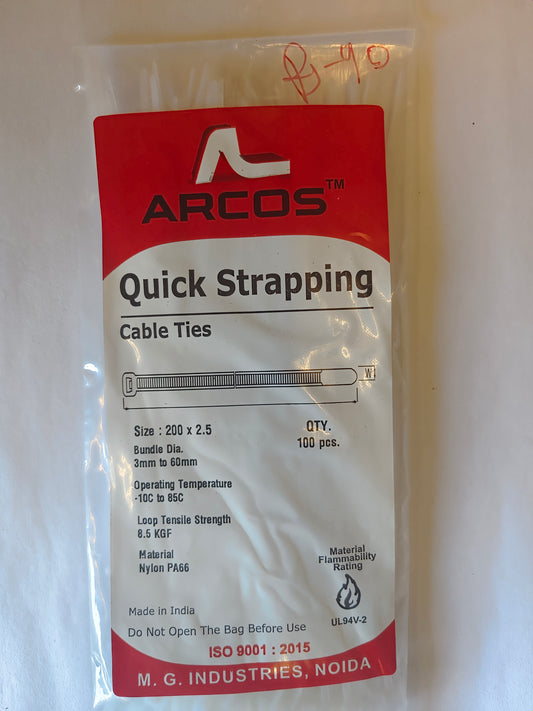 ARCOS™
Quick Strapping
Cable Ties
W
Size : 200 x 2.5
QTY.
100 pcs.
Bundle Dia.
3mm to 60mm
Operating Temperature
-10C to 85C
Loop Tensile Strength
8.5 KGF
Material
Nylon PA66
Material
Flammability
Rating
UL94V-2
Made in India
Do Not Open The Bag Before Use
ISO 9001 : 2015
M. G. INDUSTRIES, NOIDA